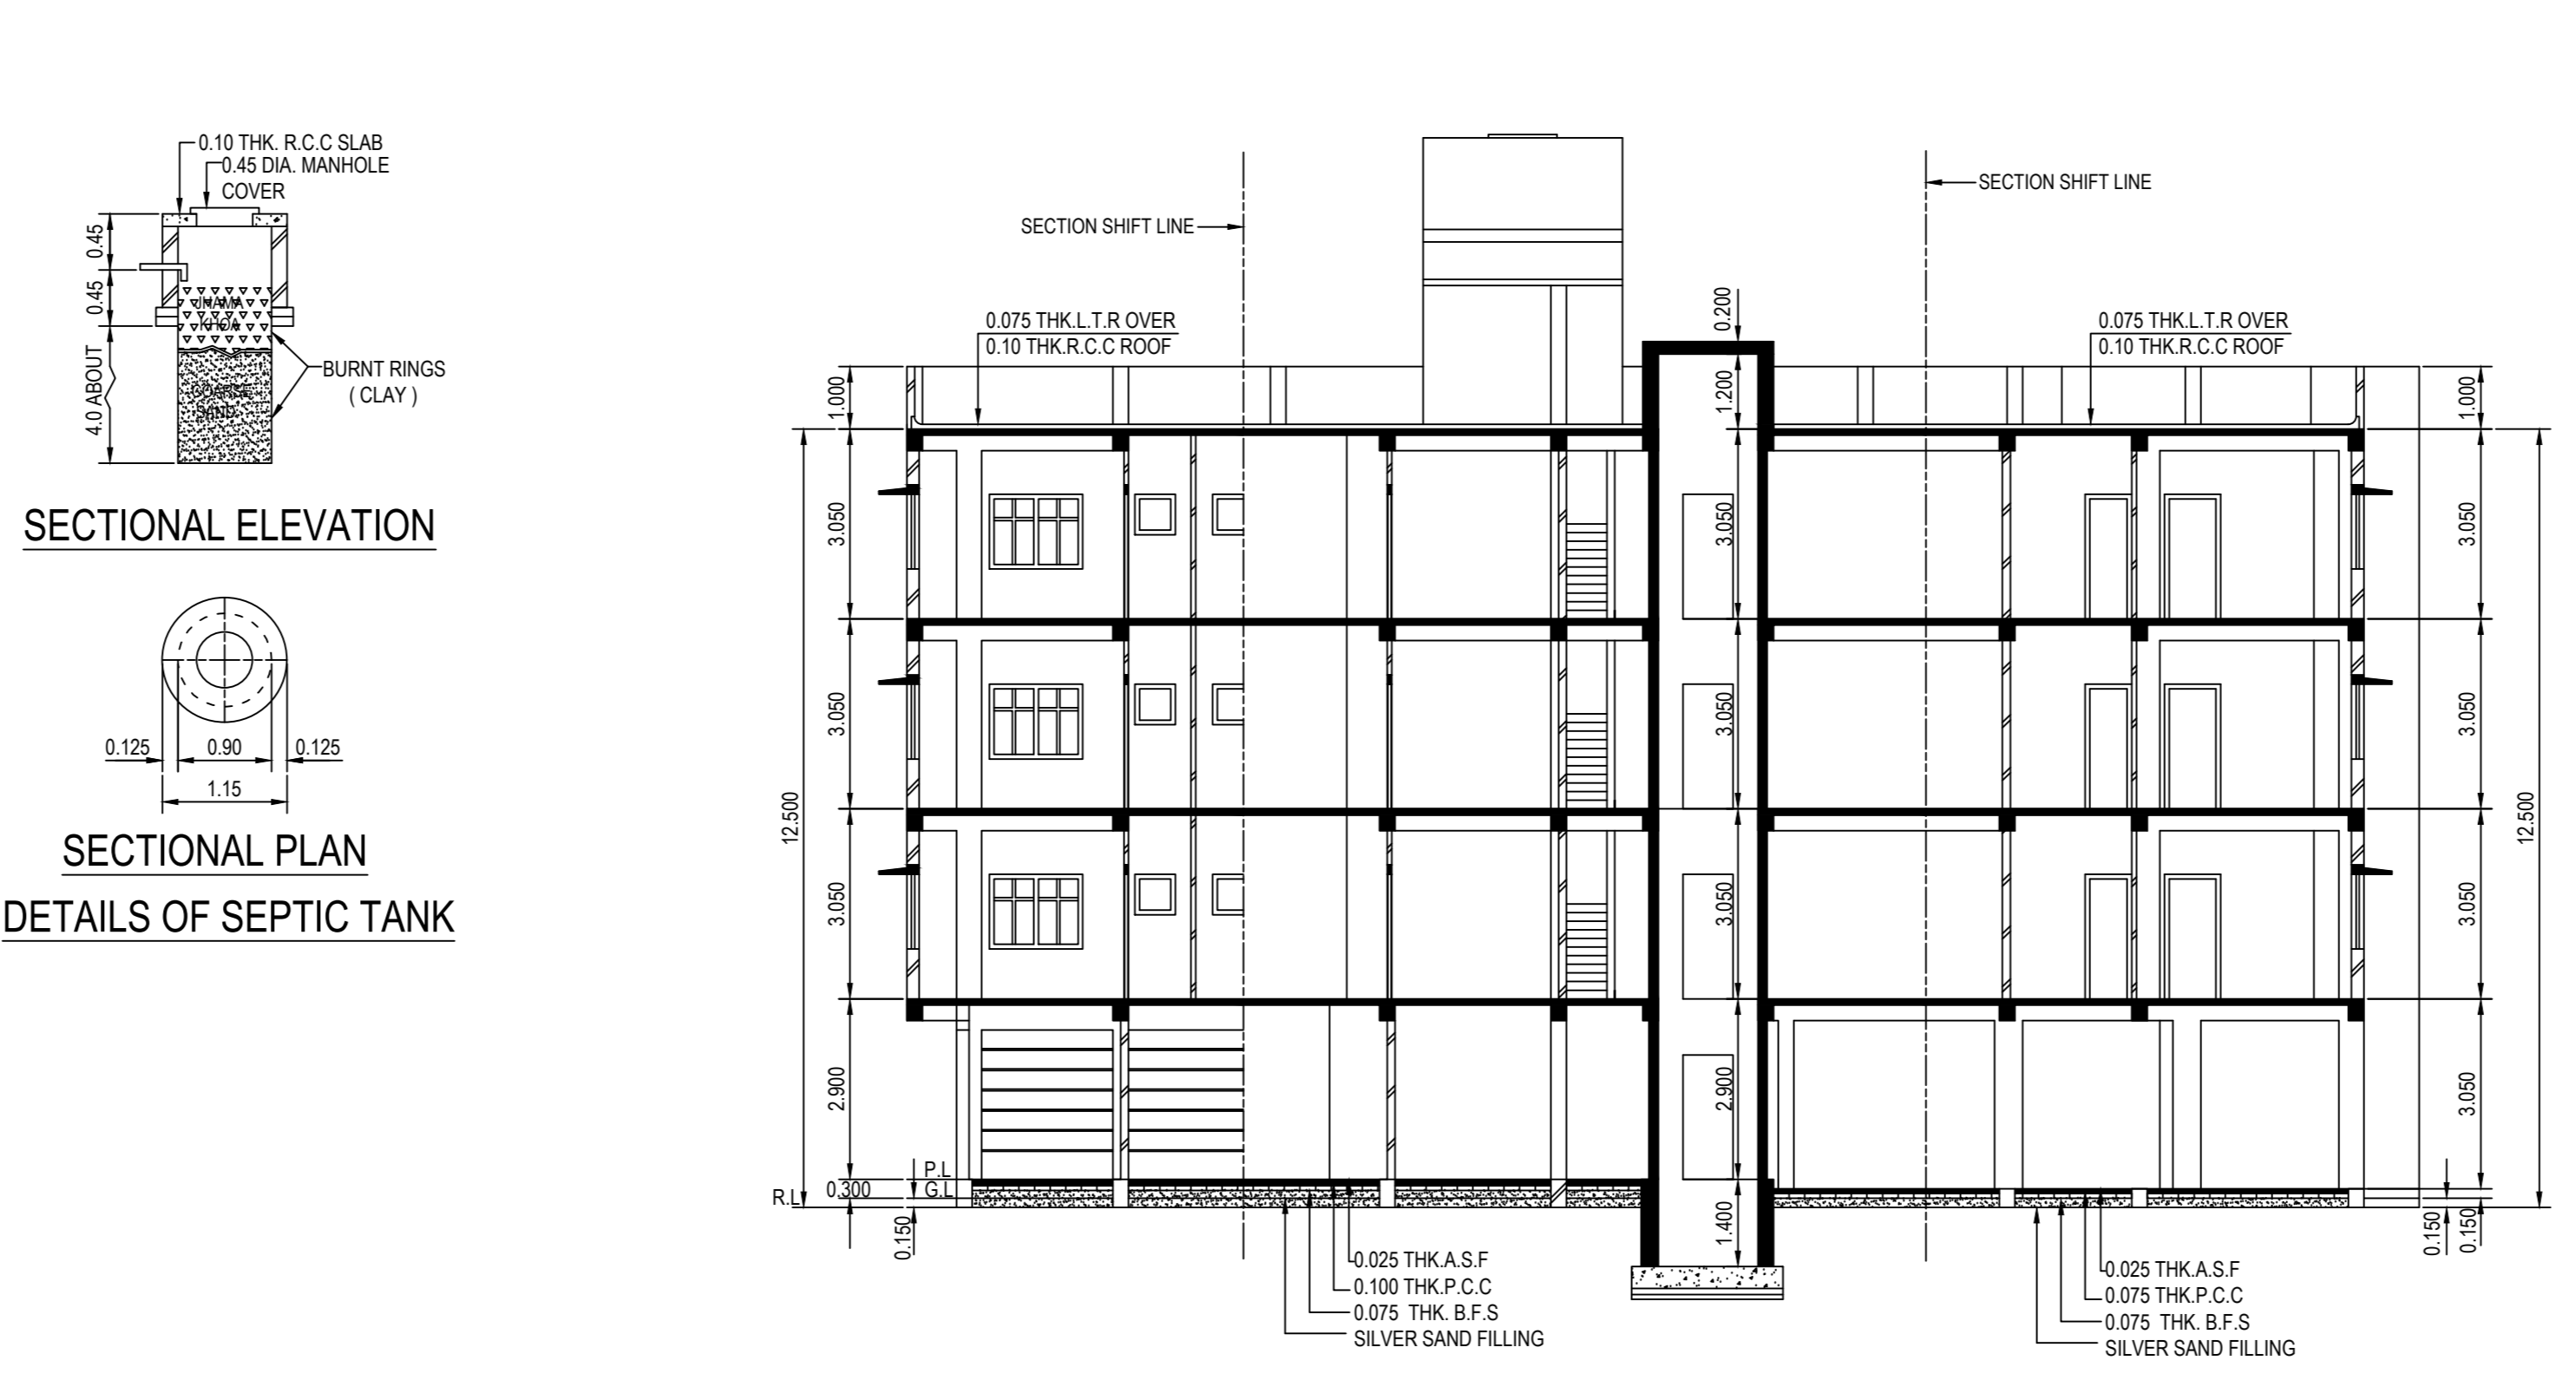 0.10 THK. R.C.C SLAB
0.45 DIA. MANHOLE
COVER
0.45
0.45
4.0 ABOUT
JHAMA
KHOA
COARSE
SAND
BURNT RINGS
( CLAY )
SECTIONAL ELEVATION
0.125
0.90
0.125
1.15
SECTIONAL PLAN
DETAILS OF SEPTIC TANK
SECTION SHIFT LINE
SECTION SHIFT LINE
0.075 THK.L.T.R OVER
0.10 THK.R.C.C ROOF
0.200
0.075 THK.L.T.R OVER
0.10 THK.R.C.C ROOF
1.000
1.200
1.000
3.050
3.050
3.050
3.050
3.050
3.050
12.500
12.500
3.050
3.050
3.050
2.900
2.900
3.050
P.L
G.L
0.300
R.L
0.150
1.400
0.150
0.150
0.025 THK.A.S.F
0.100 THK.P.C.C
0.075 THK. B.F.S
SILVER SAND FILLING
0.025 THK.A.S.F
0.075 THK.P.C.C
0.075 THK. B.F.S
SILVER SAND FILLING